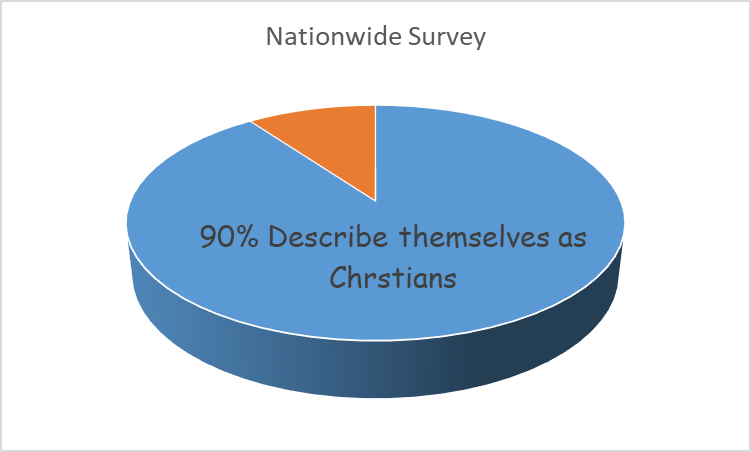 Nationwide Survey
90% Describe themselves as
Chrstians